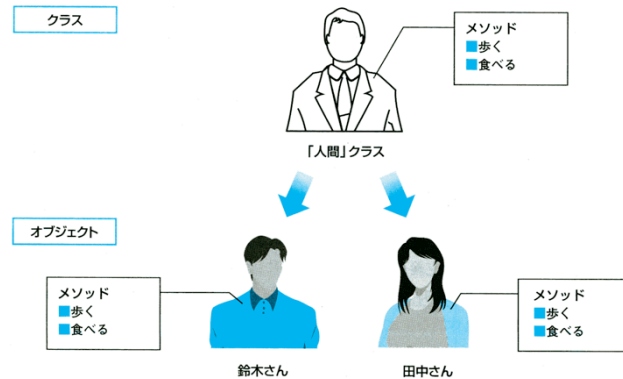 クラス
メソッド
■歩く
■食べる
「人間」クラス
オブジェクト
メソッド
■歩く
■食べる
メソッド
■歩く
■食べる
鈴木さん
田中さん